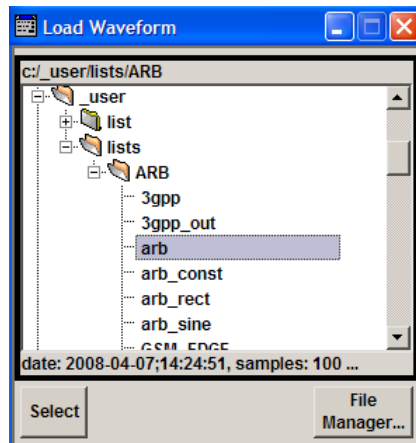 Load Waveform
c:/_user/lists/ARB
_user
list
lists
ARB
3gpp
3gpp_out
arb
arb_const
arb_rect
arb_sine
GSM_EDGE
date: 2008-04-07;14:24:51, samples: 100 ...
Select
File
Manager...